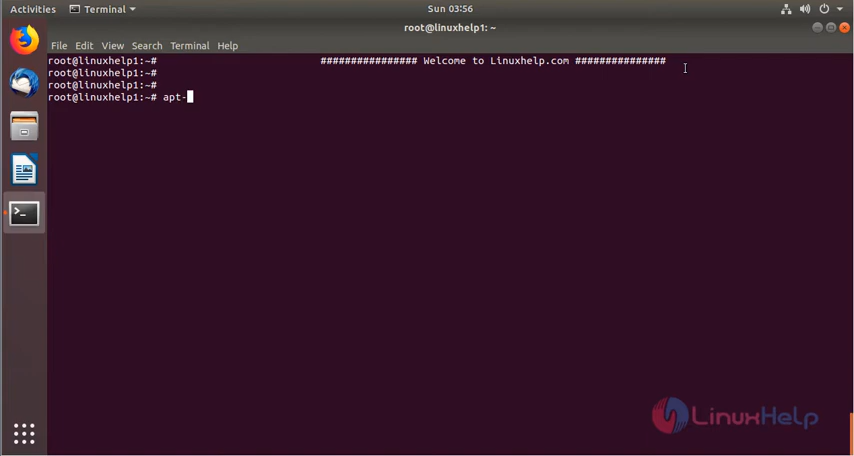 Activities Terminal Sun 03:56
root@linuxhelp1: ~
File Edit View Search Terminal Help
root@linuxhelp1:~# ################ Welcome to Linuxhelp.com ###############
root@linuxhelp1:~#
root@linuxhelp1:~#
root@linuxhelp1:~# apt-
LinuxHelp